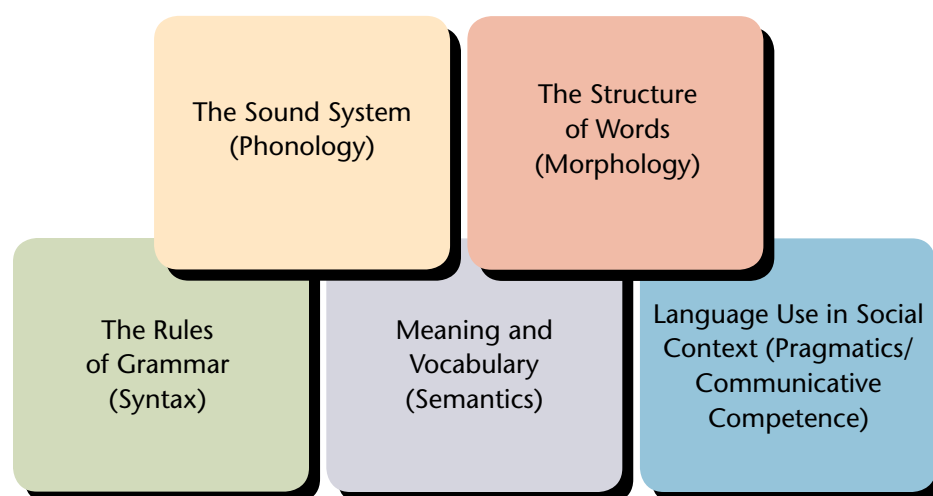 The Sound System
(Phonology)
The Structure
of Words
(Morphology)
The Rules
of Grammar
(Syntax)
Meaning and
Vocabulary
(Semantics)
Language Use in Social
Context (Pragmatics/
Communicative
Competence)